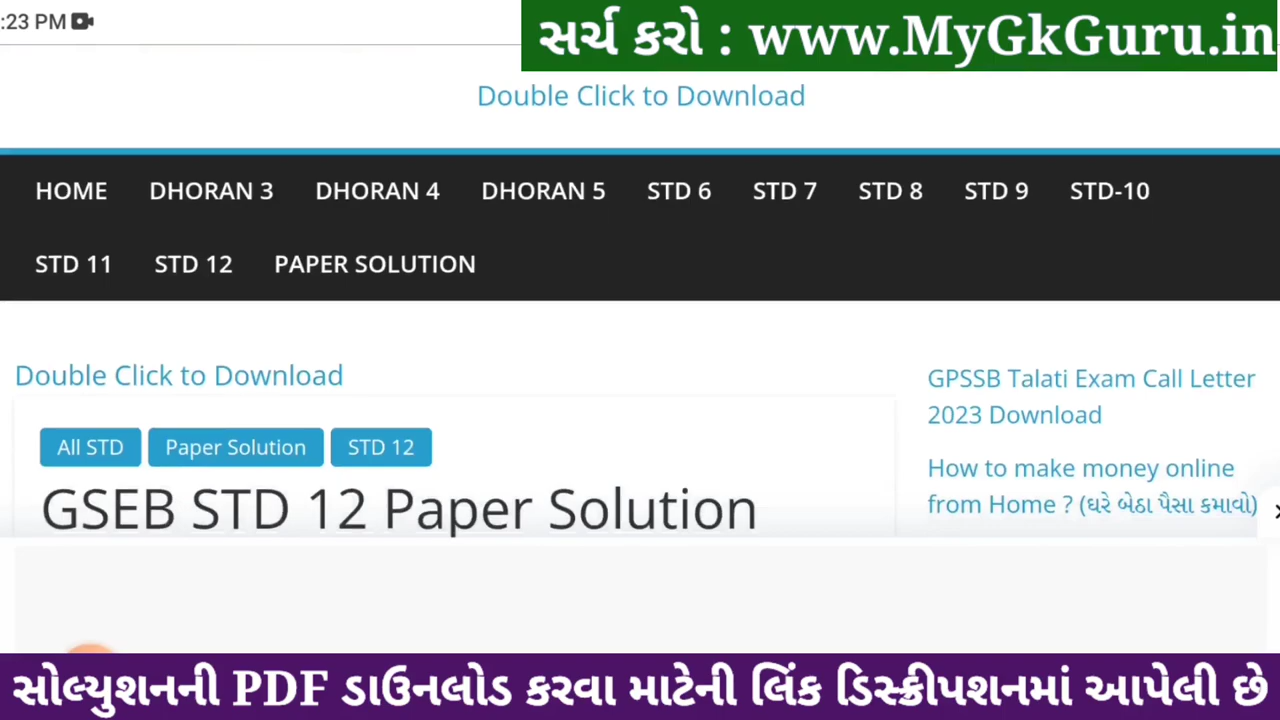 :23 PM
સર્ચ કરો : www.MyGkGuru.in
Double Click to Download
HOME DHORAN 3 DHORAN 4 DHORAN 5 STD 6 STD 7 STD 8 STD 9 STD-10
STD 11 STD 12 PAPER SOLUTION
Double Click to Download
All STD Paper Solution STD 12
GSEB STD 12 Paper Solution
GPSSB Talati Exam Call Letter
2023 Download
How to make money online
from Home ? (ઘરે બેઠા પૈસા કમાવો)
સોલ્યુશનની PDF ડાઉનલોડ કરવા માટેની લિંક ડિસ્ક્રીપશનમાં આપેલી છે